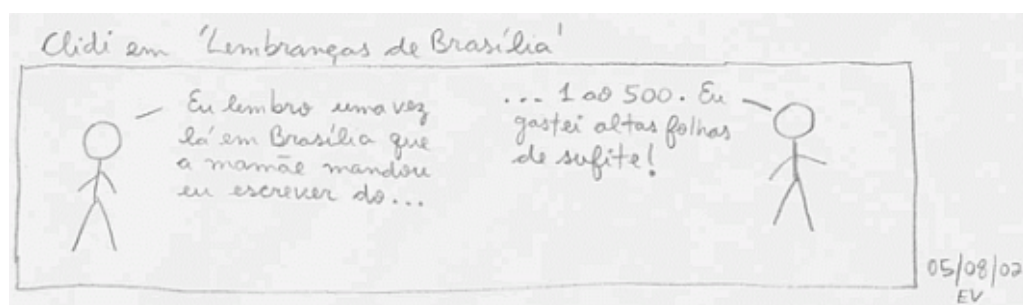 Clidi em 'Lembranças de Brasília'
Eu lembro uma vez
lá em Brasília que
a mamãe mandou
eu escrever do...
... 1 ao 500. Eu
gastei altas folhas
de sufite!
05/08/02
EV